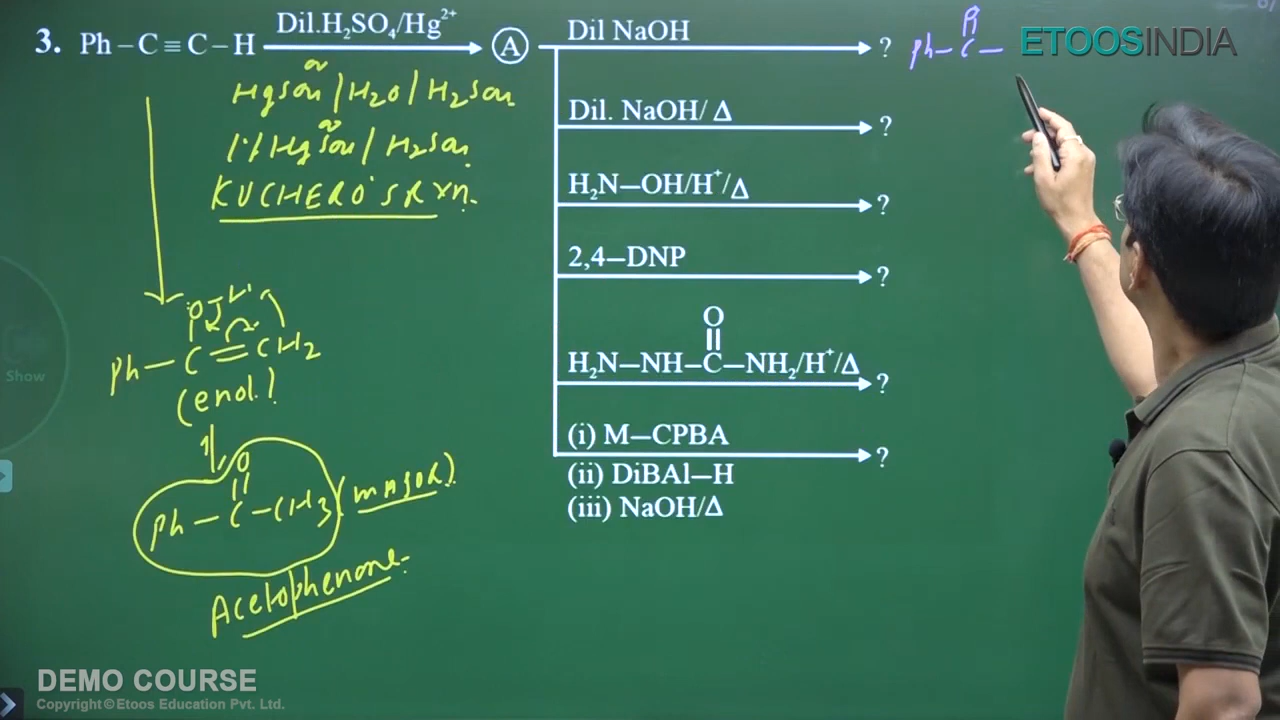 3. Ph–C≡C–H Dil.H₂SO₄/Hg²⁺ Ⓐ
Dil NaOH ?
Dil. NaOH/ Δ ?
H₂N–OH/H⁺/Δ ?
2,4–DNP ?
O
H₂N–NH–C–NH₂/H⁺/Δ ?
(i) M–CPBA ?
(ii) DiBAl–H
(iii) NaOH/Δ
Ph–C–
ETOOSINDIA
HgSO4/H2O/H2SO4
1%HgSO4/H2SO4
KUCHERO'S RXn.
Ph–C=CH2
(enol)
O
Ph–C–CH3 (MAJOR)
Acetophenone
Show
DEMO COURSE
Copyright©Etoos Education Pvt. Ltd.